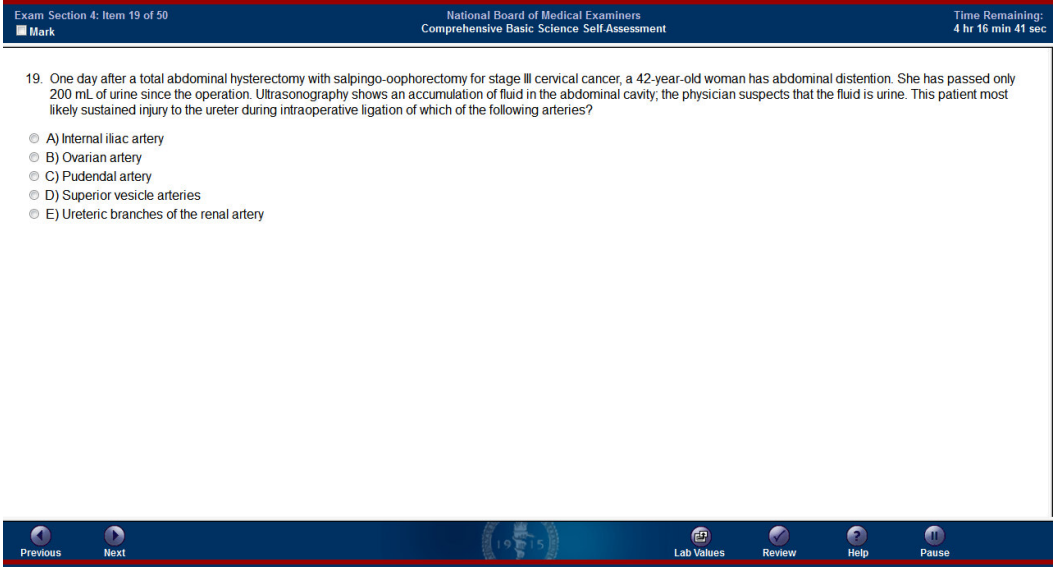 Exam Section 4: Item 19 of 50
National Board of Medical Examiners
Time Remaining:
Mark
Comprehensive Basic Science Self-Assessment
4 hr 16 min 41 sec
19. One day after a total abdominal hysterectomy with salpingo-oophorectomy for stage III cervical cancer, a 42-year-old woman has abdominal distention. She has passed only
200 mL of urine since the operation. Ultrasonography shows an accumulation of fluid in the abdominal cavity; the physician suspects that the fluid is urine. This patient most
likely sustained injury to the ureter during intraoperative ligation of which of the following arteries?
A) Internal iliac artery
B) Ovarian artery
C) Pudendal artery
D) Superior vesicle arteries
E) Ureteric branches of the renal artery
19 15
Previous
Next
Lab Values
Review
Help
Pause